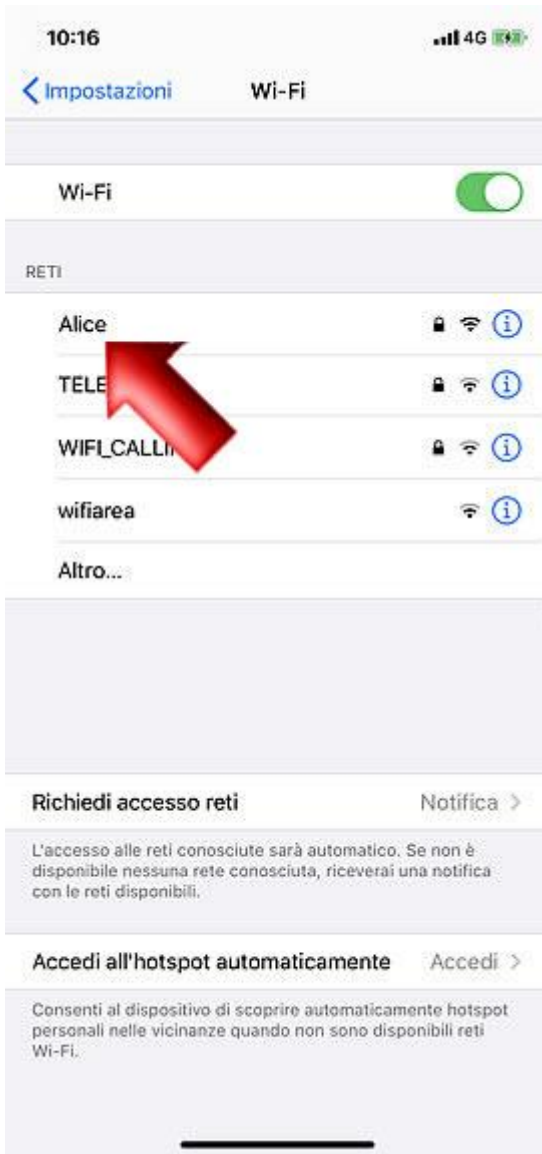 10:16 4G
Impostazioni Wi-Fi
Wi-Fi
RETI
Alice
Altro...
wifiarea
Richiedi accesso reti Notifica
L'accesso alle reti conosciute sarà automatico. Se non è
disponibile nessuna rete conosciuta, riceverai una notifica
con le reti disponibili.
Accedi all'hotspot automaticamente Accedi
Consenti al dispositivo di scoprire automaticamente hotspot
personali nelle vicinanze quando non sono disponibili reti
Wi-Fi.